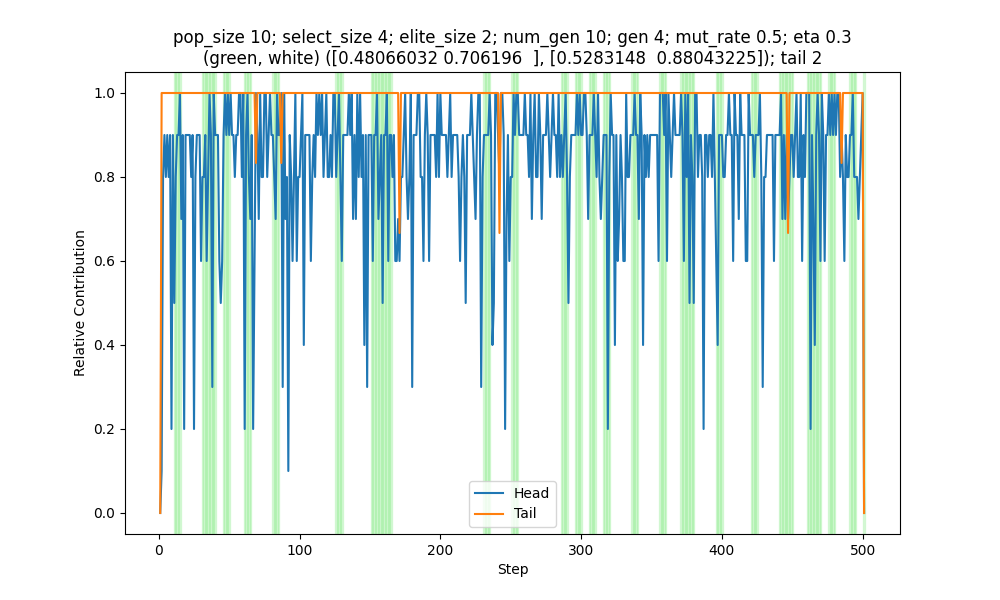 pop_size 10; select_size 4; elite_size 2; num_gen 10; gen 4; mut_rate 0.5; eta 0.3
(green, white) ([0.48066032 0.706196  ], [0.5283148  0.88043225]); tail 2
Relative Contribution
1.0
0.8
0.6
0.4
0.2
0.0
Head
Tail
0 100 200 300 400 500
Step